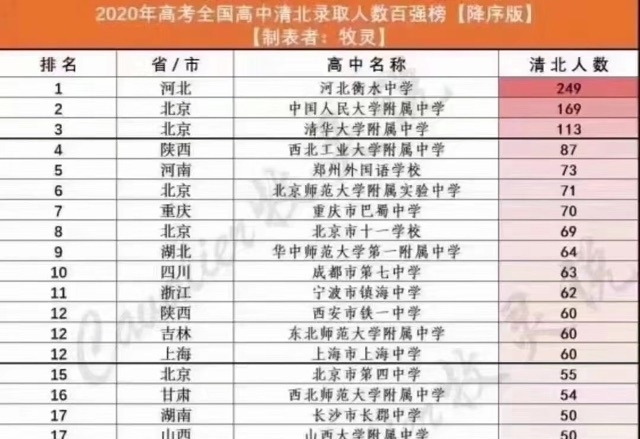 2020年高考全国高中清北录取人数百强榜【降序版】
【制表者：牧灵】
排名 省/市 高中名称 清北人数
1 河北 河北衡水中学 249
2 北京 中国人民大学附属中学 169
3 北京 清华大学附属中学 113
4 陕西 西北工业大学附属中学 87
5 河南 郑州外国语学校 73
6 北京 北京师范大学附属实验中学 71
7 重庆 重庆市巴蜀中学 70
8 北京 北京市十一学校 69
9 湖北 华中师范大学第一附属中学 64
10 四川 成都市第七中学 63
11 浙江 宁波市镇海中学 62
12 陕西 西安市铁一中学 60
12 吉林 东北师范大学附属中学 60
12 上海 上海市上海中学 60
15 北京 北京市第四中学 55
16 甘肃 西北师范大学附属中学 54
17 湖南 长沙市长郡中学 50
17 山西 山西大学附属中学 50